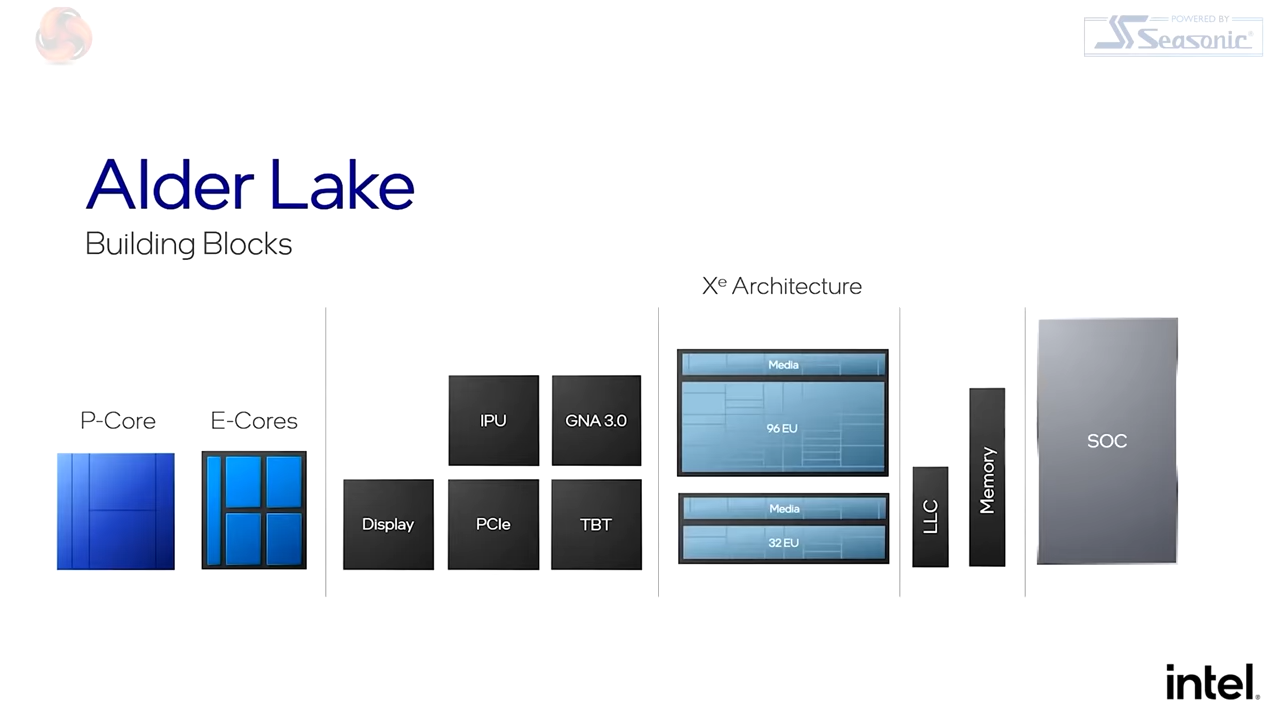 POWERED BY
Seasonic
Alder Lake
Building Blocks
Xe Architecture
P-Core
E-Cores
IPU
GNA 3.0
Display
PCIe
TBT
Media
96 EU
Media
32 EU
LLC
Memory
SOC
intel.